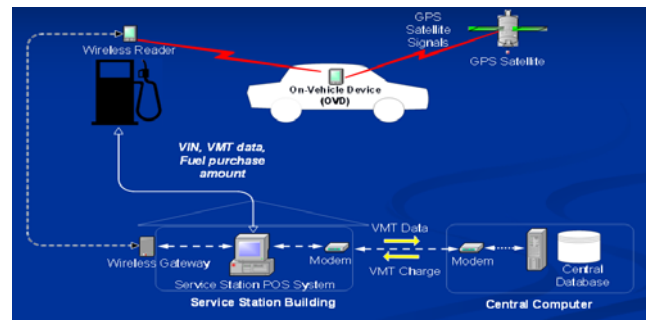 GPS
Satellite
Signals
Wireless Reader
GPS Satellite
On-Vehicle Device
(OVD)
VIN, VMT data,
Fuel purchase
amount
VMT Data
Wireless Gateway
Modem
VMT Charge
Modem
Central
Database
Service Station POS System
Service Station Building
Central Computer